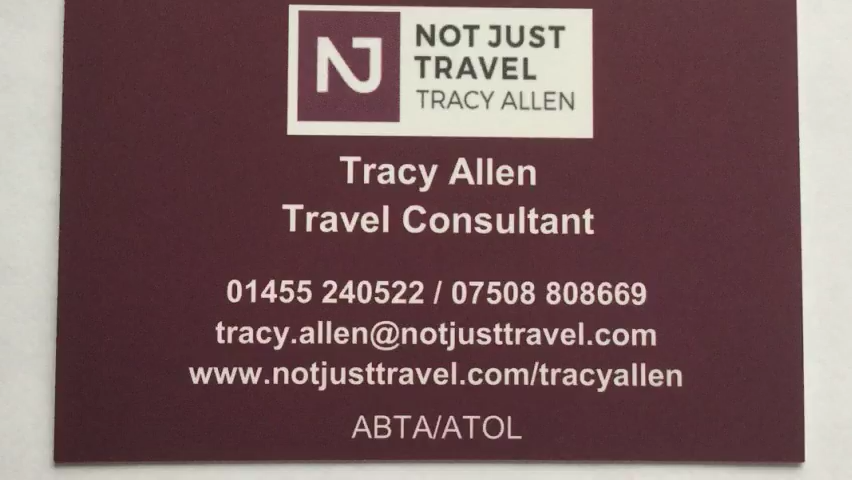 NJ
NOT JUST
TRAVEL
TRACY ALLEN
Tracy Allen
Travel Consultant
01455 240522 / 07508 808669
tracy.allen@notjusttravel.com
www.notjusttravel.com/tracyallen
ABTA/ATOL